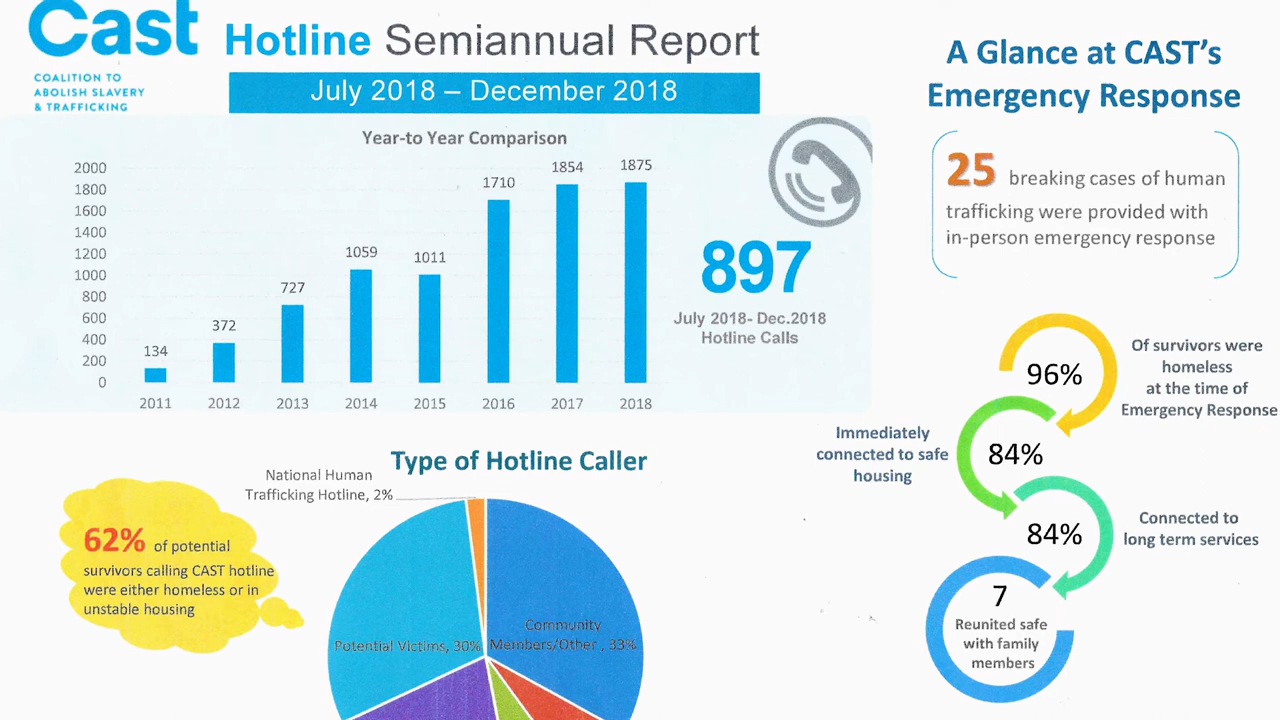 Cast
COALITION TO
ABOLISH SLAVERY
& TRAFFICKING
Hotline Semiannual Report
July 2018 – December 2018
Year-to Year Comparison
2000
1800
1600
1400
1200
1000
800
600
400
200
0
134
372
727
1059
1011
1710
1854
1875
2011
2012
2013
2014
2015
2016
2017
2018
897
July 2018- Dec.2018
Hotline Calls
Type of Hotline Caller
National Human
Trafficking Hotline, 2%
Community
Members/Other , 33%
Potential Victims, 30%
62% of potential
survivors calling CAST hotline
were either homeless or in
unstable housing
A Glance at CAST’s
Emergency Response
25 breaking cases of human
trafficking were provided with
in-person emergency response
96%
Of survivors were
homeless
at the time of
Emergency Response
84%
Immediately
connected to safe
housing
84%
Connected to
long term services
7
Reunited safe
with family
members